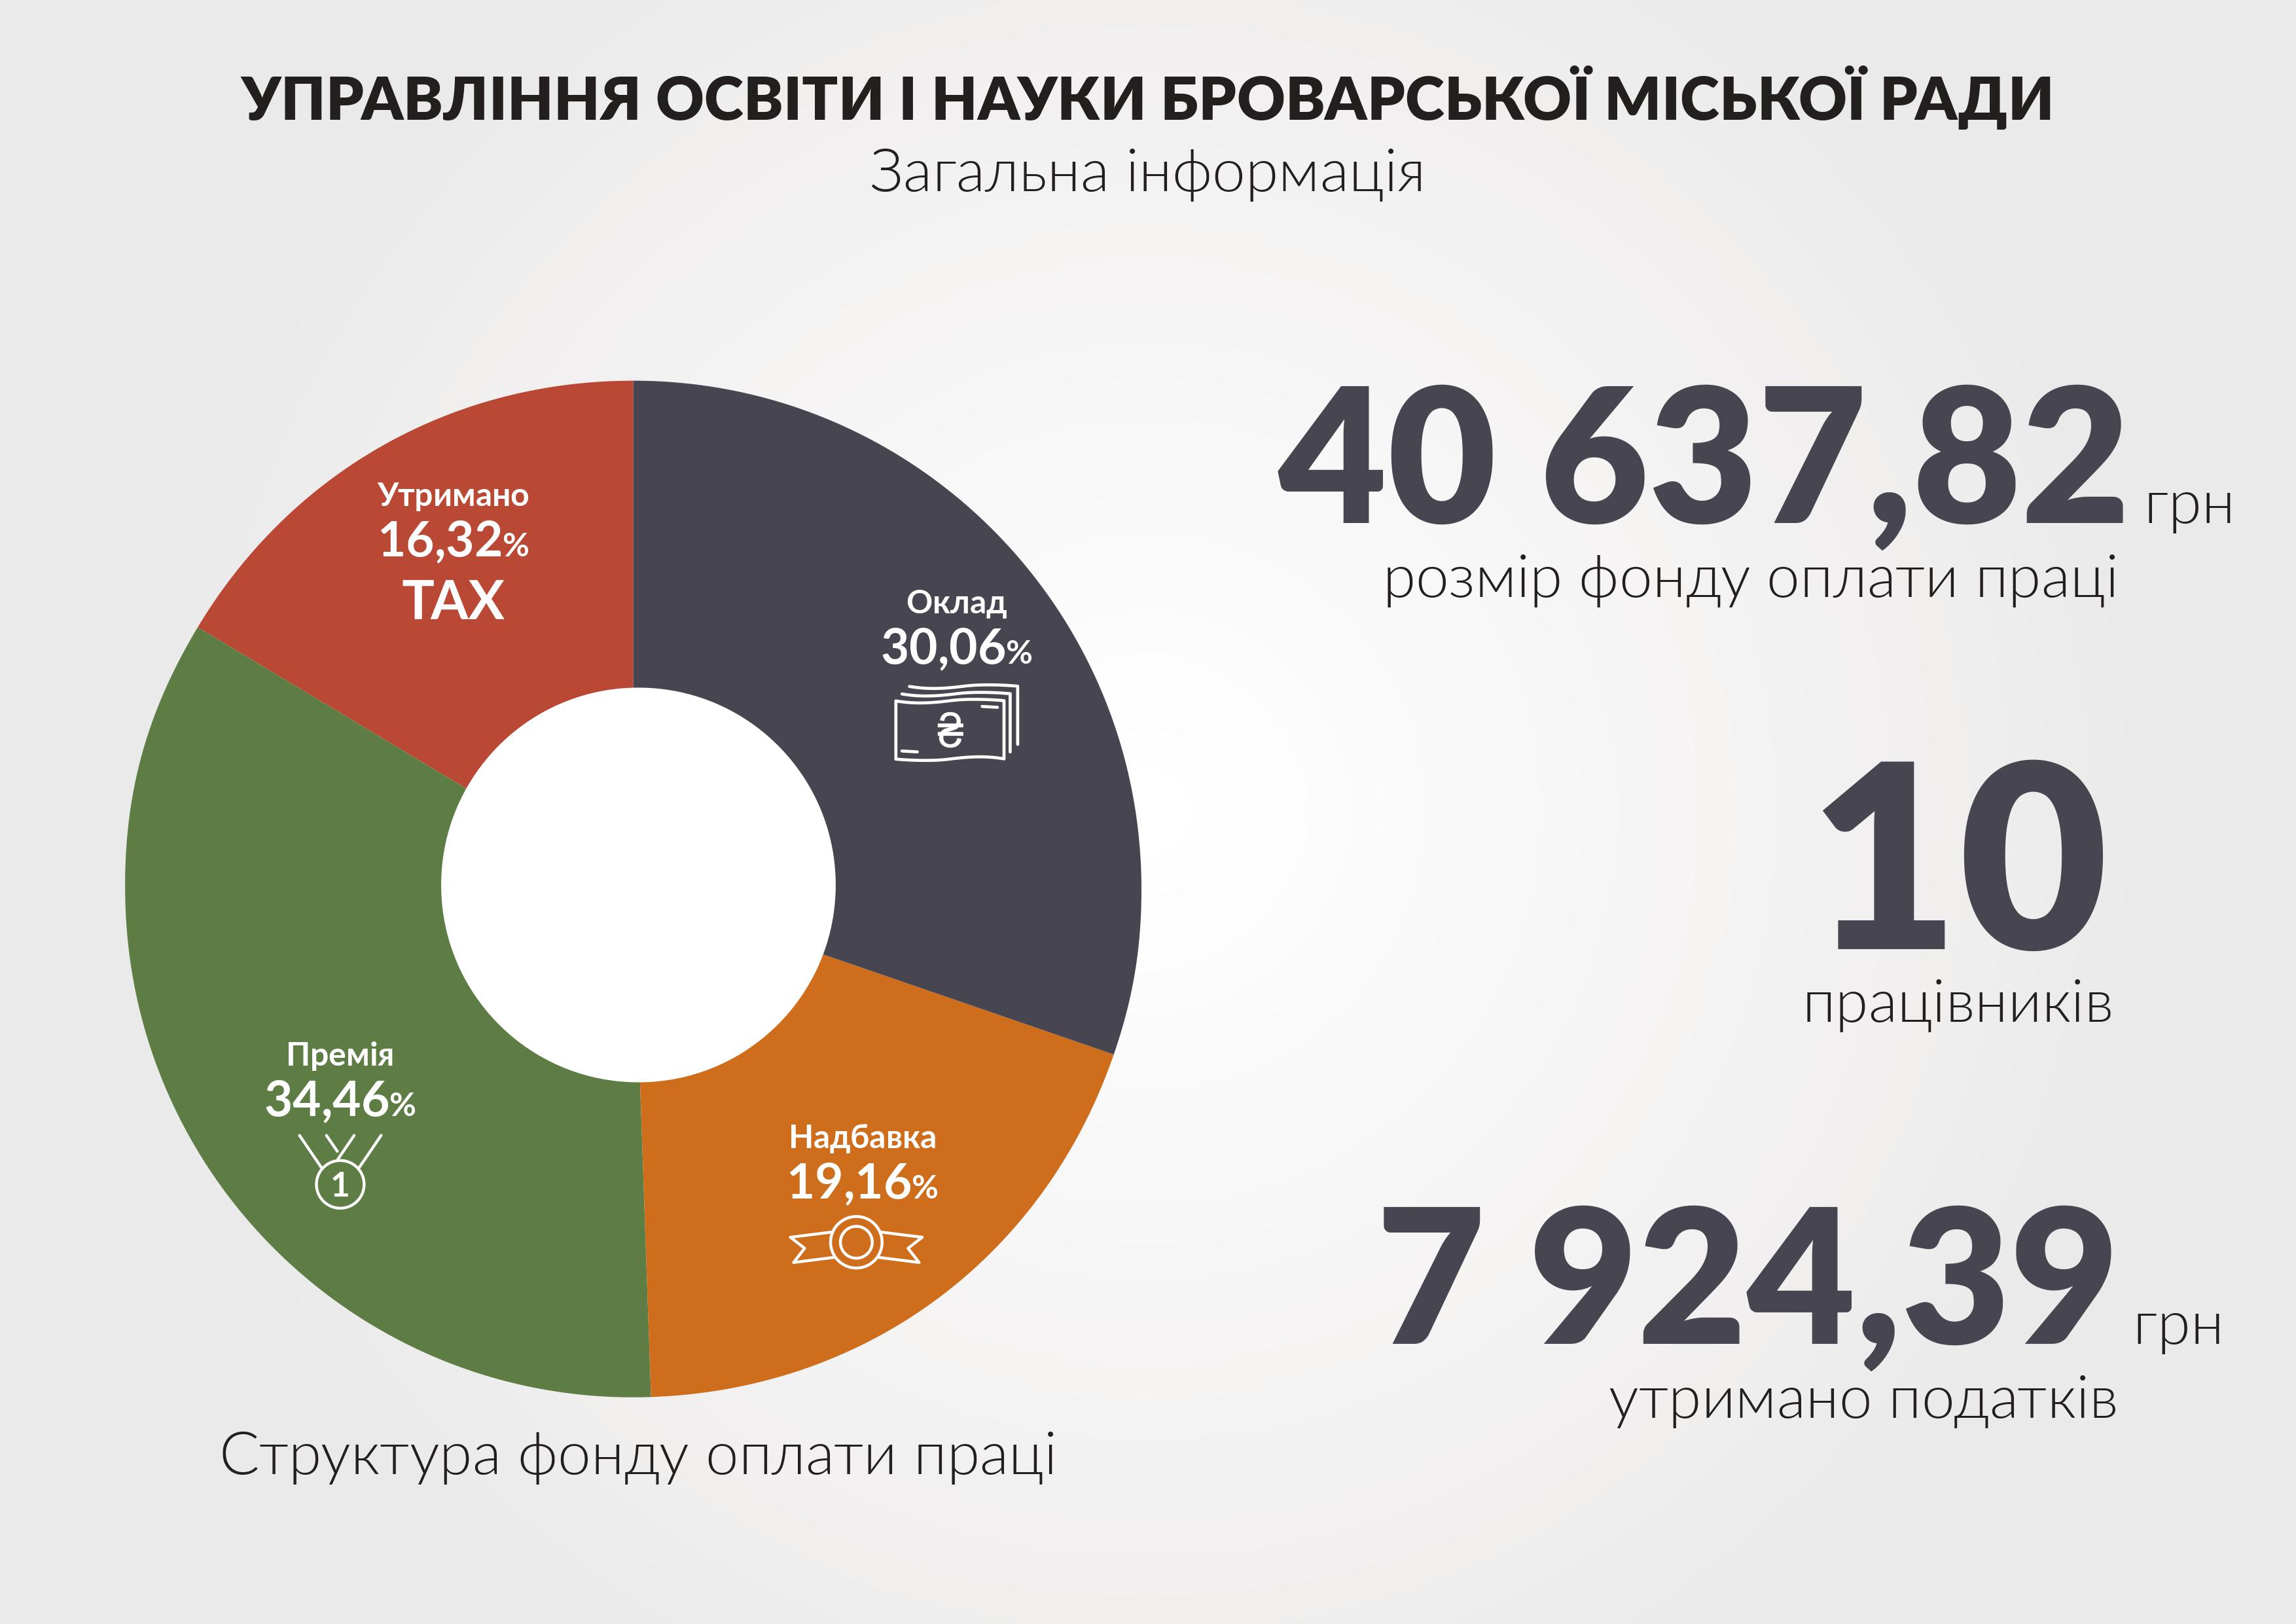 УПРАВЛІННЯ ОСВІТИ І НАУКИ БРОВАРСЬКОЇ МІСЬКОЇ РАДИ
Загальна інформація
Утримано
16,32%
TAX
Оклад
30,06%
₴
Премія
34,46%
1
Надбавка
19,16%
Структура фонду оплати праці
40 637,82 грн
розмір фонду оплати праці
10
працівників
7 924,39 грн
утримано податків